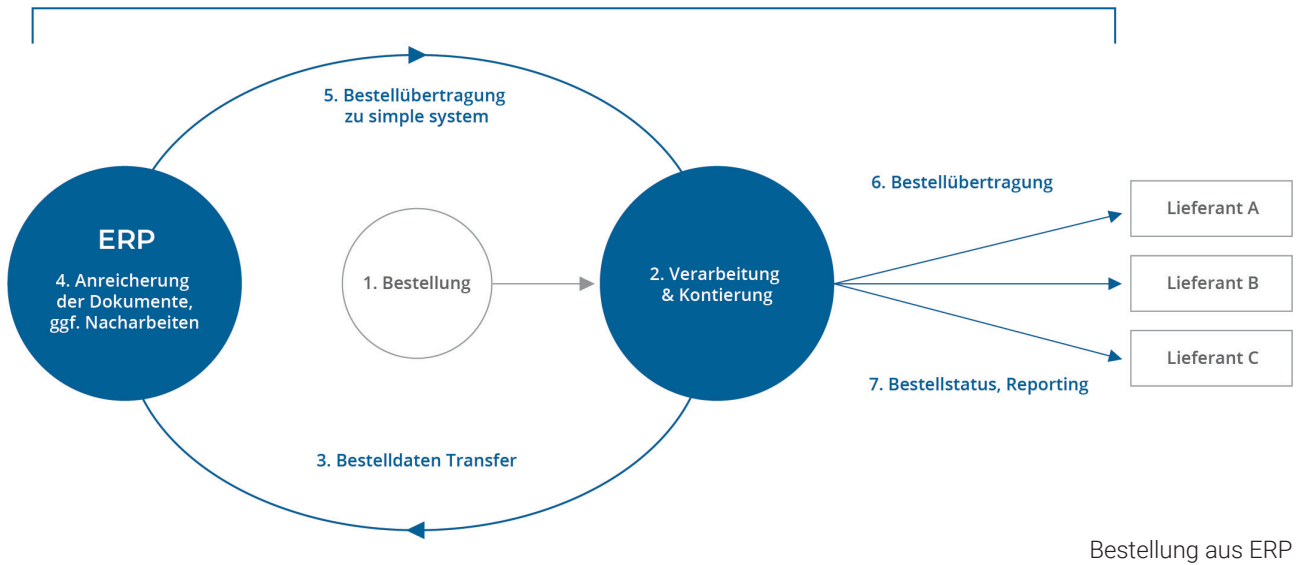 5. Bestellübertragung
zu simple system
6. Bestellübertragung
Lieferant A
ERP
4. Anreicherung
der Dokumente,
ggf. Nacharbeiten
1. Bestellung
2. Verarbeitung
& Kontierung
Lieferant B
Lieferant C
7. Bestellstatus, Reporting
3. Bestelldaten Transfer
Bestellung aus ERP